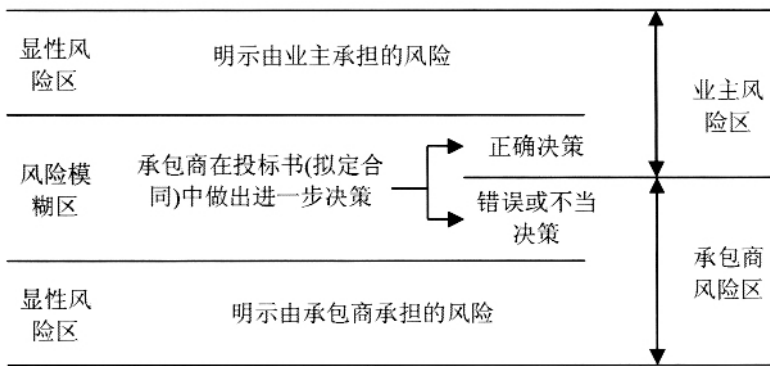 显性风
险区
明示由业主承担的风险
业主风
险区
风险模
糊区
承包商在投标书(拟定合
同)中做出进一步决策
正确决策
错误或不当
决策
承包商
风险区
显性风
险区
明示由承包商承担的风险